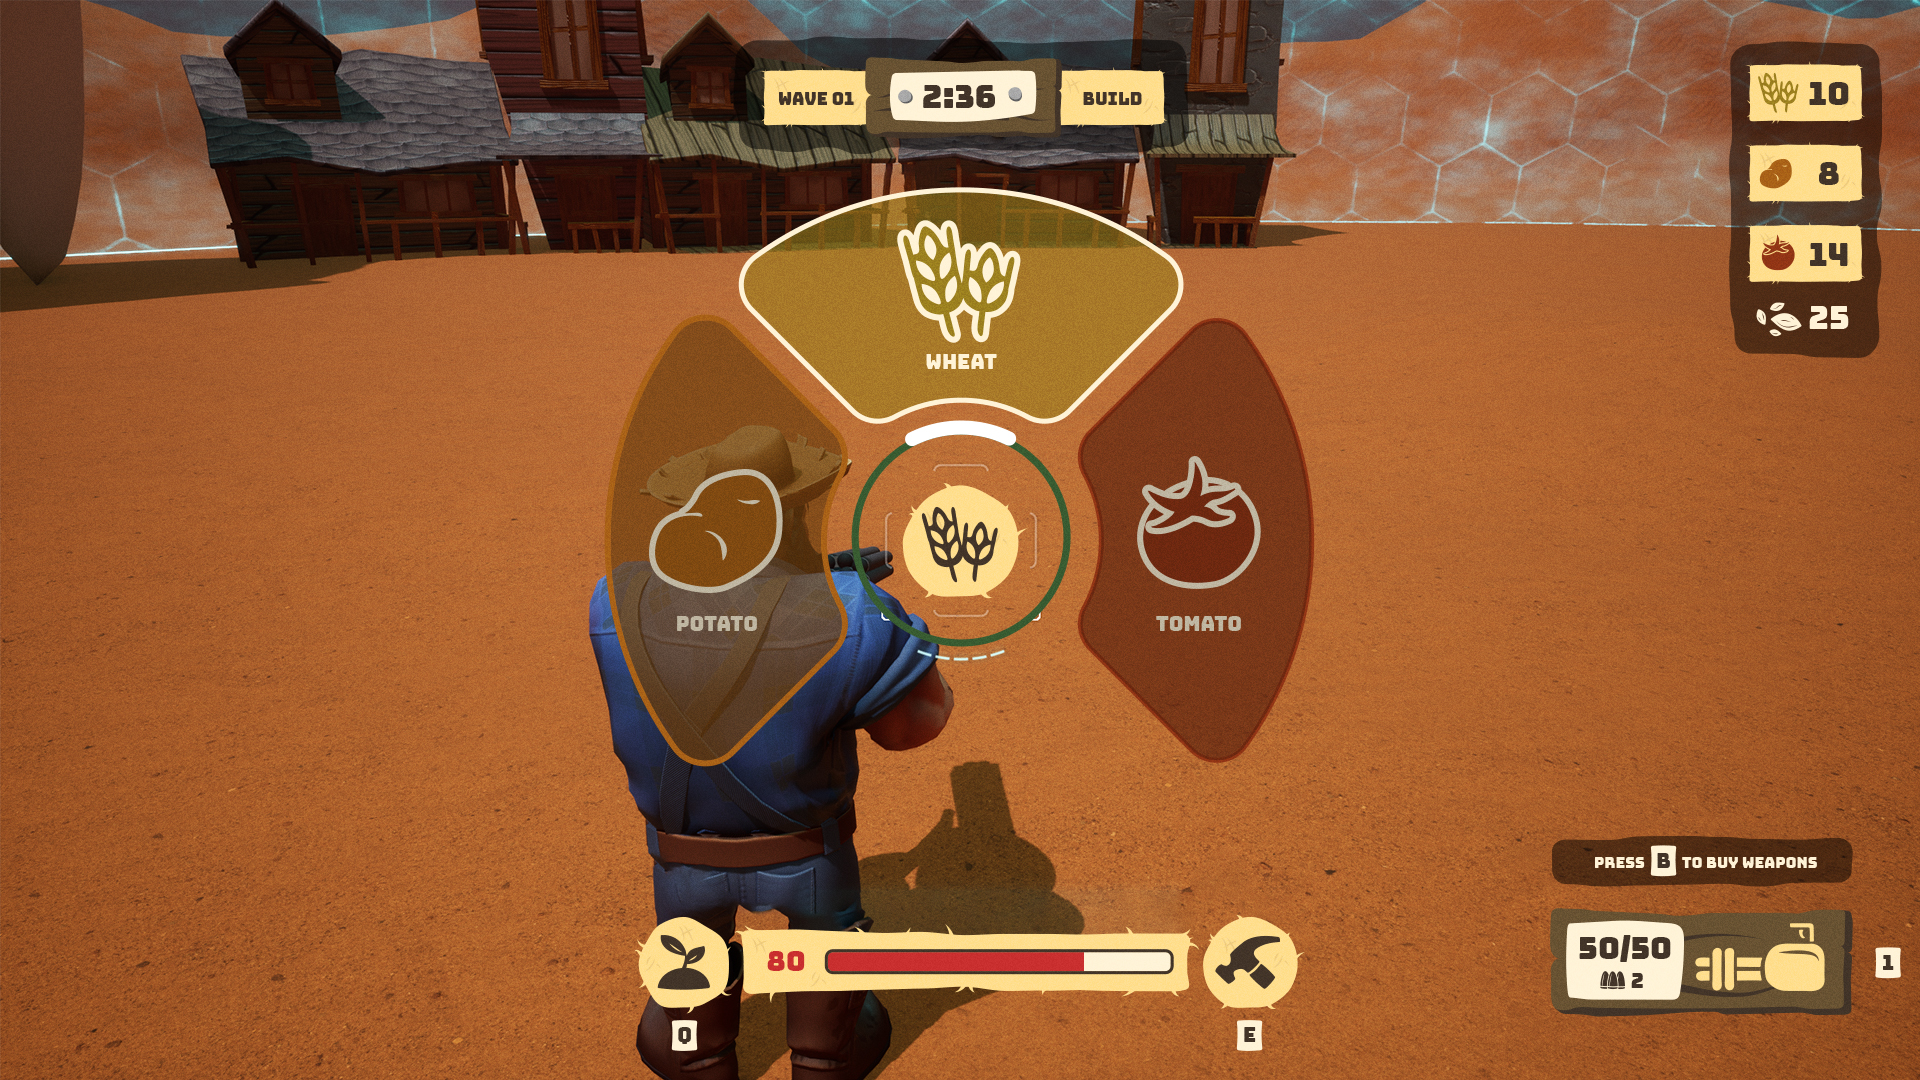 WAVE 01
2:36
BUILD
10
8
14
25
WHEAT
POTATO
TOMATO
PRESS B TO BUY WEAPONS
50/50
2
1
80
Q
E